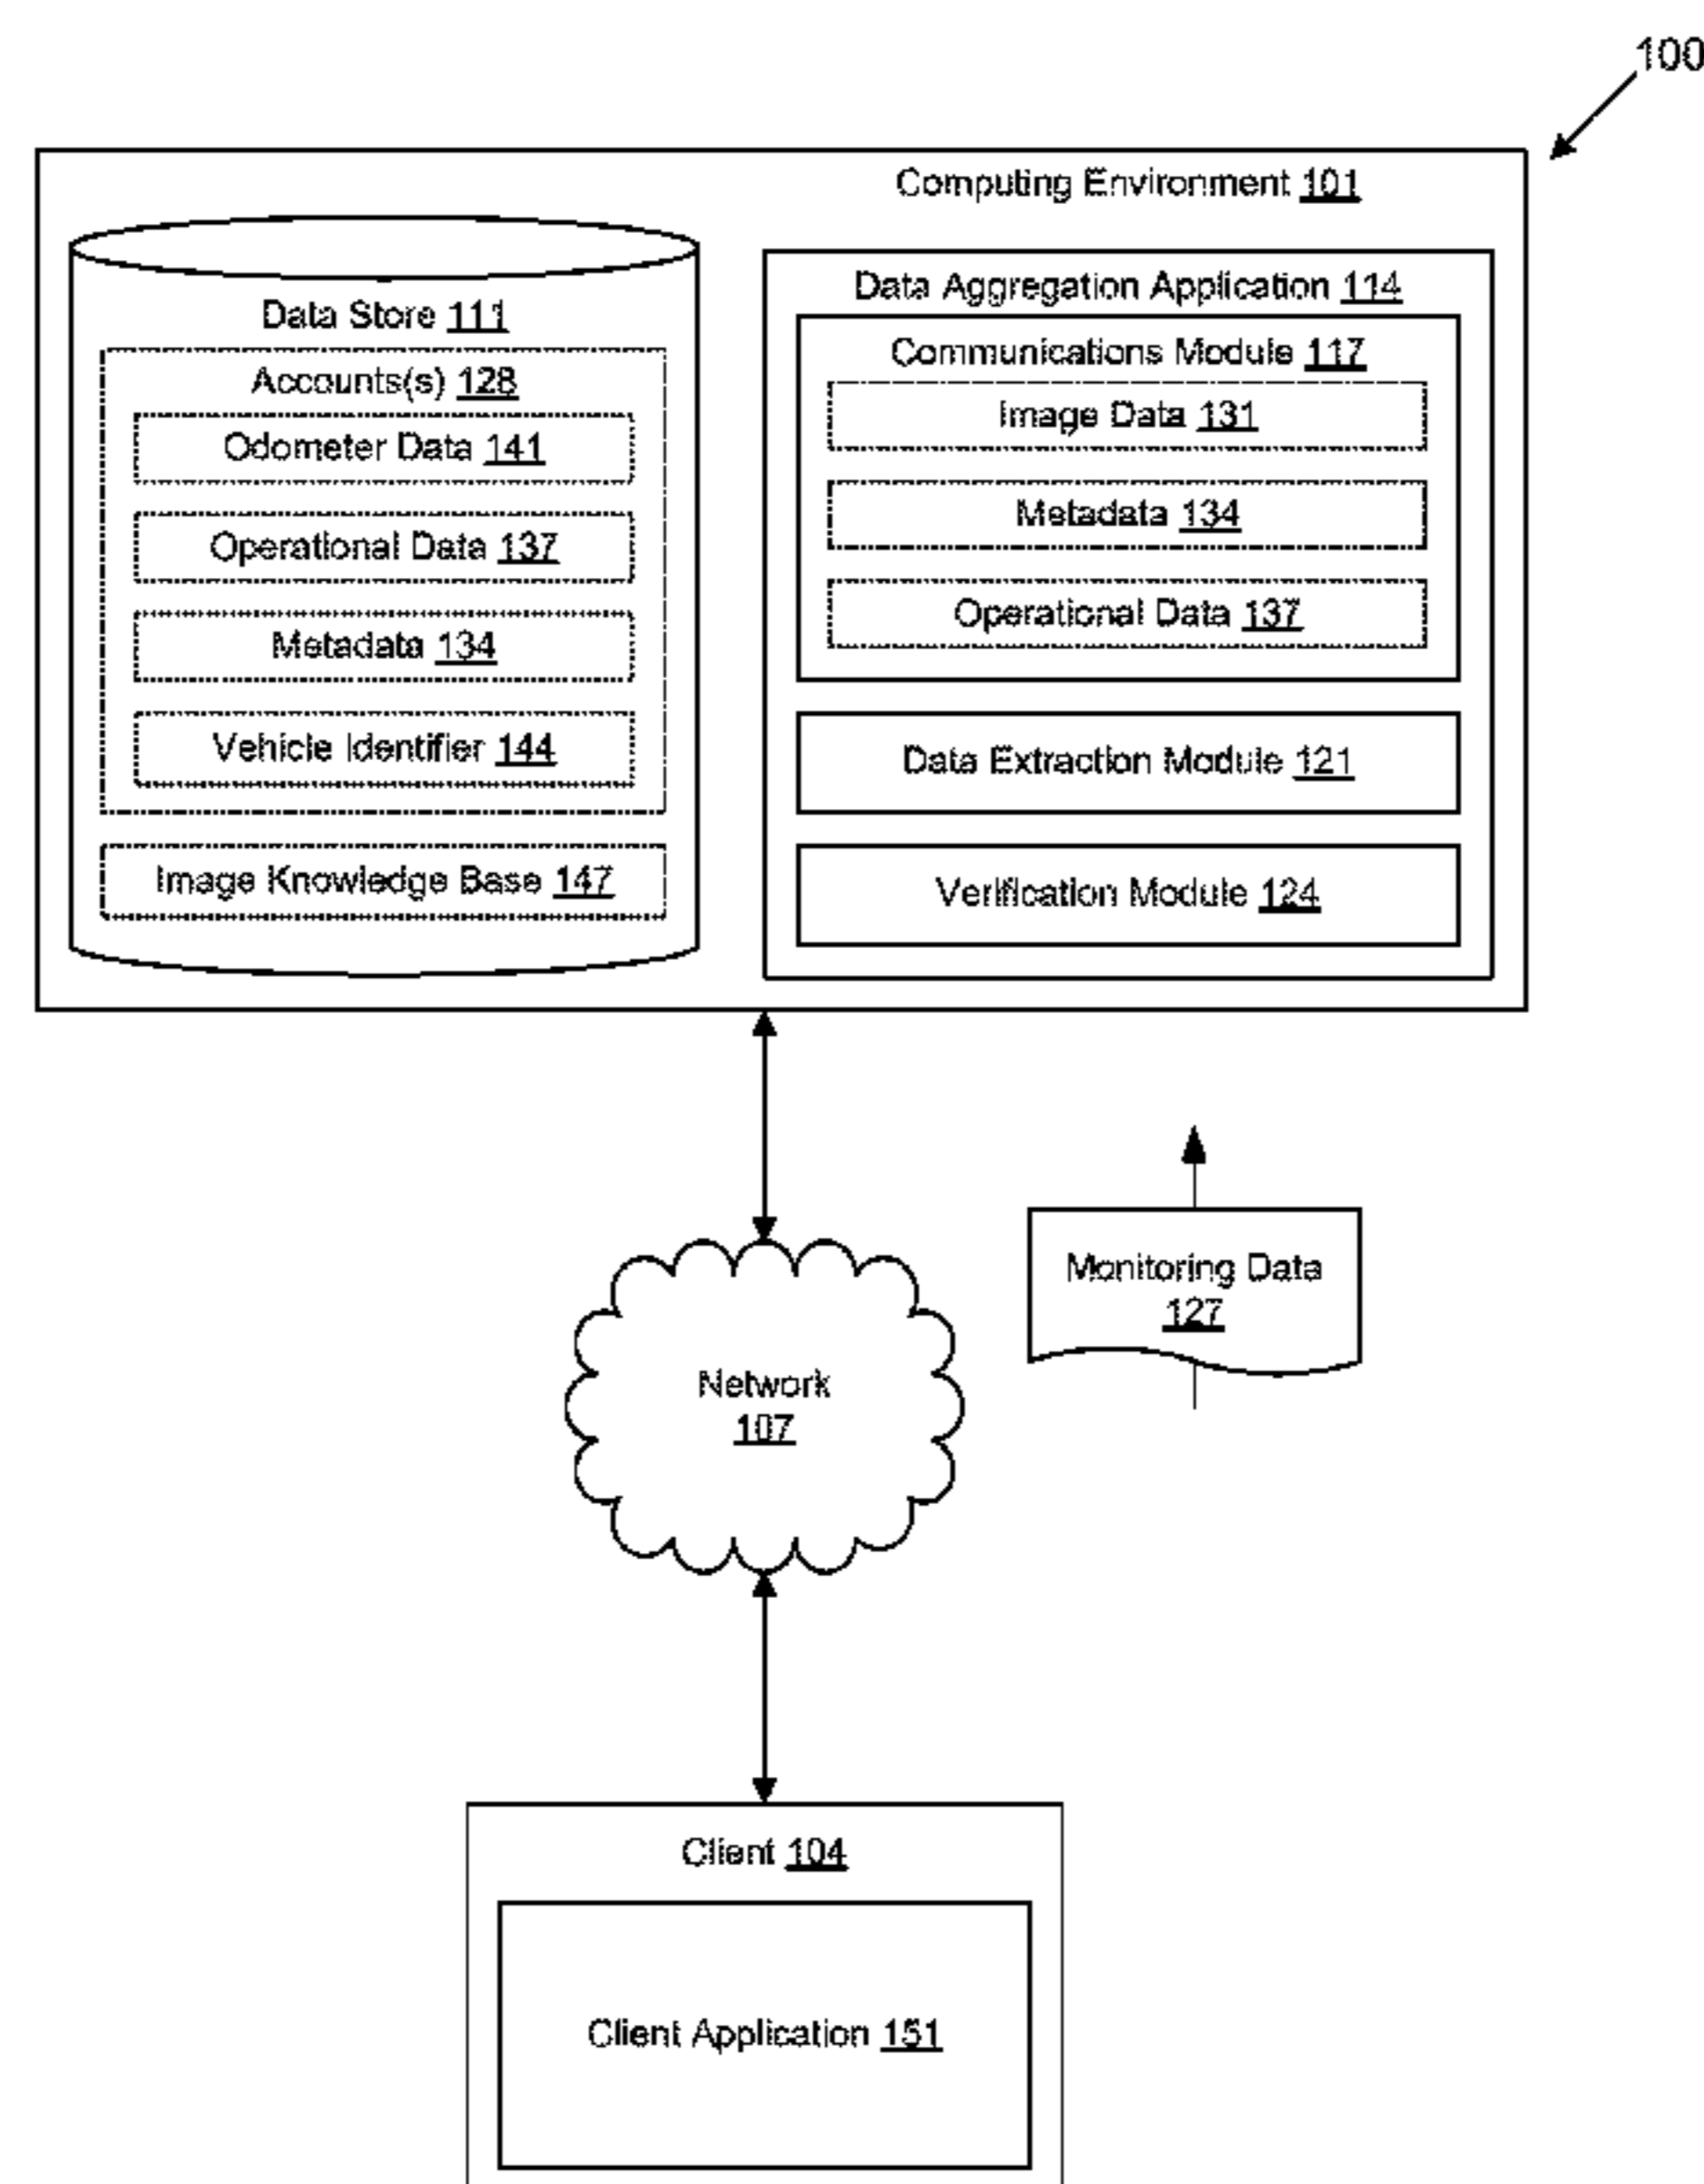 100
Computing Environment 101
Data Store 111
Accounts(s) 128
Odometer Data 141
Operational Data 137
Metadata 134
Vehicle Identifier 144
Image Knowledge Base 147
Data Aggregation Application 114
Communications Module 117
Image Data 131
Metadata 134
Operational Data 137
Data Extraction Module 121
Verification Module 124
Monitoring Data
127
Network
107
Client 104
Client Application 151